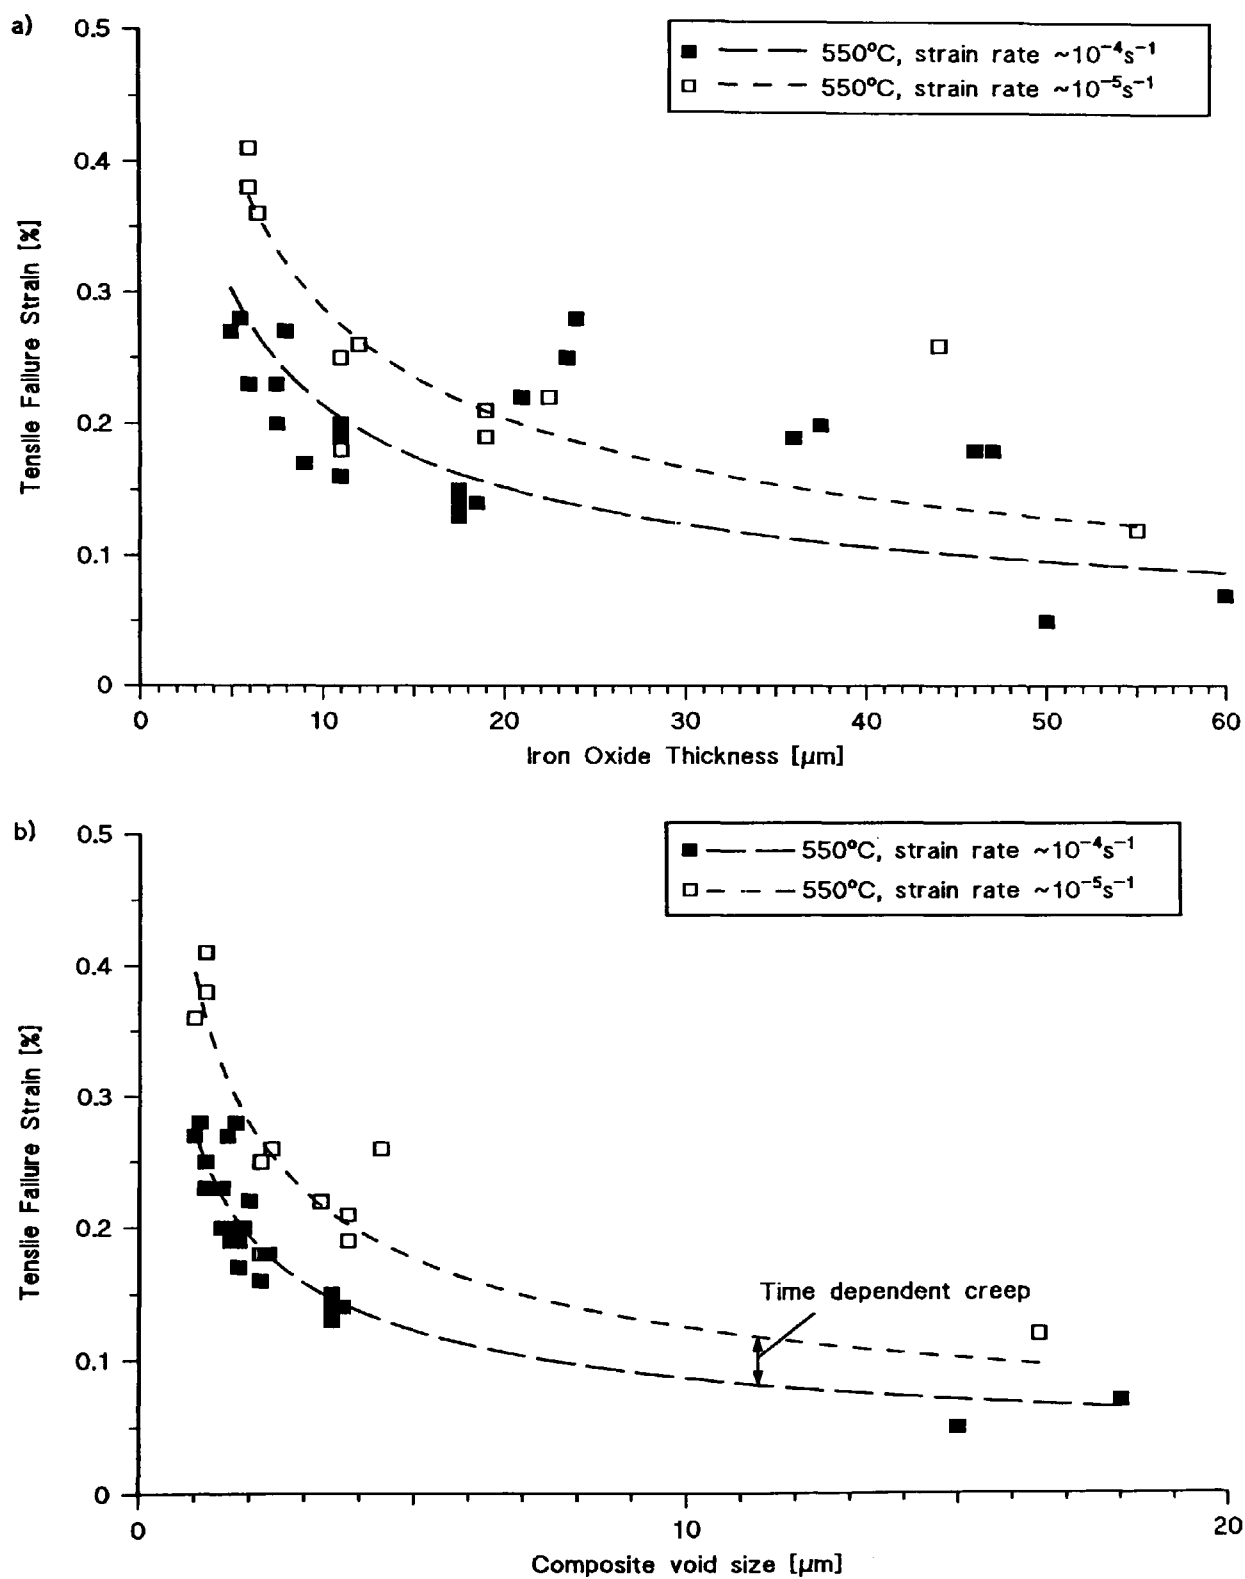 a)
0.5
0.4
0.3
0.2
0.1
0
Tensile Failure Strain [%]
550°C, strain rate ~10⁻⁴s⁻¹
550°C, strain rate ~10⁻⁵s⁻¹
0 10 20 30 40 50 60
Iron Oxide Thickness [µm]
b)
0.5
0.4
0.3
0.2
0.1
0
Tensile Failure Strain [%]
550°C, strain rate ~10⁻⁴s⁻¹
550°C, strain rate ~10⁻⁵s⁻¹
Time dependent creep
0 10 20
Composite void size [µm]